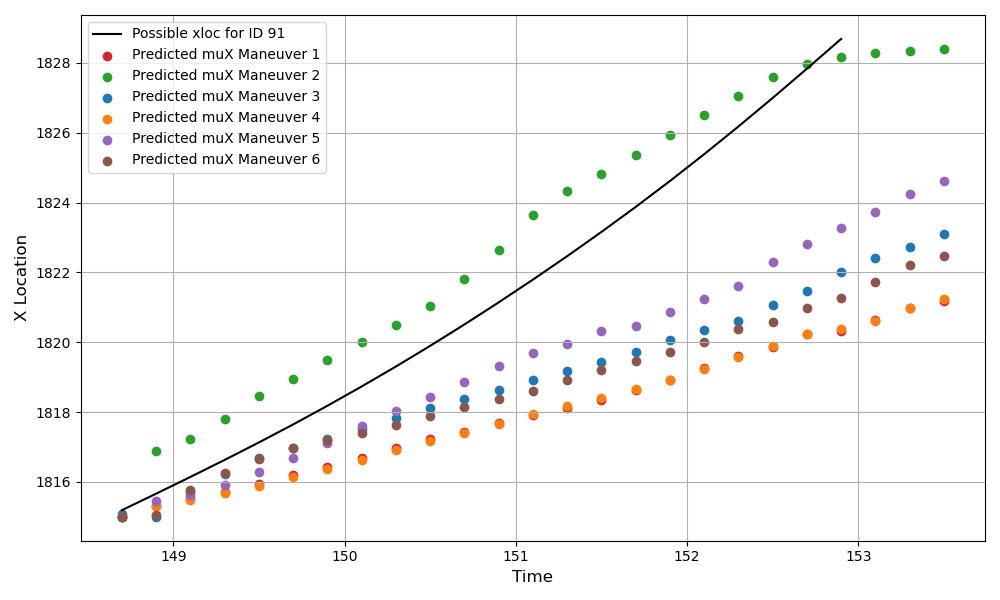 Possible xloc for ID 91
Predicted muX Maneuver 1
Predicted muX Maneuver 2
Predicted muX Maneuver 3
Predicted muX Maneuver 4
Predicted muX Maneuver 5
Predicted muX Maneuver 6
X Location
1828
1826
1824
1822
1820
1818
1816
149 150 151 152 153
Time